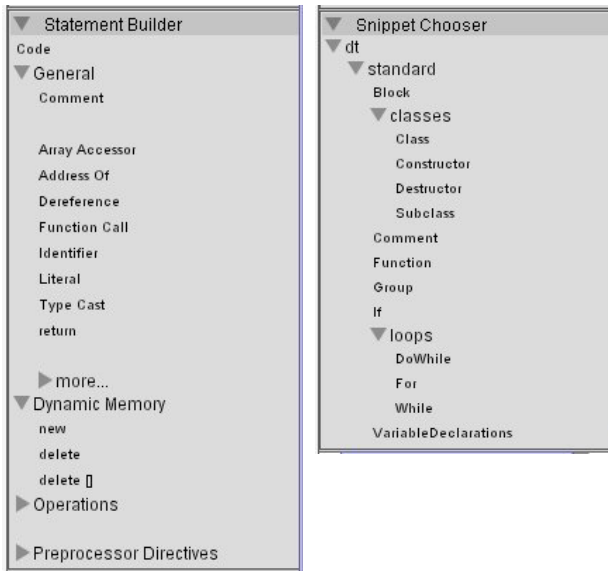 Statement Builder
Code
General
Comment
Array Accessor
Address Of
Dereference
Function Call
Identifier
Literal
Type Cast
return
more...
Dynamic Memory
new
delete
delete []
Operations
Preprocessor Directives
Snippet Chooser
dt
standard
Block
classes
Class
Constructor
Destructor
Subclass
Comment
Function
Group
If
loops
DoWhile
For
While
VariableDeclarations